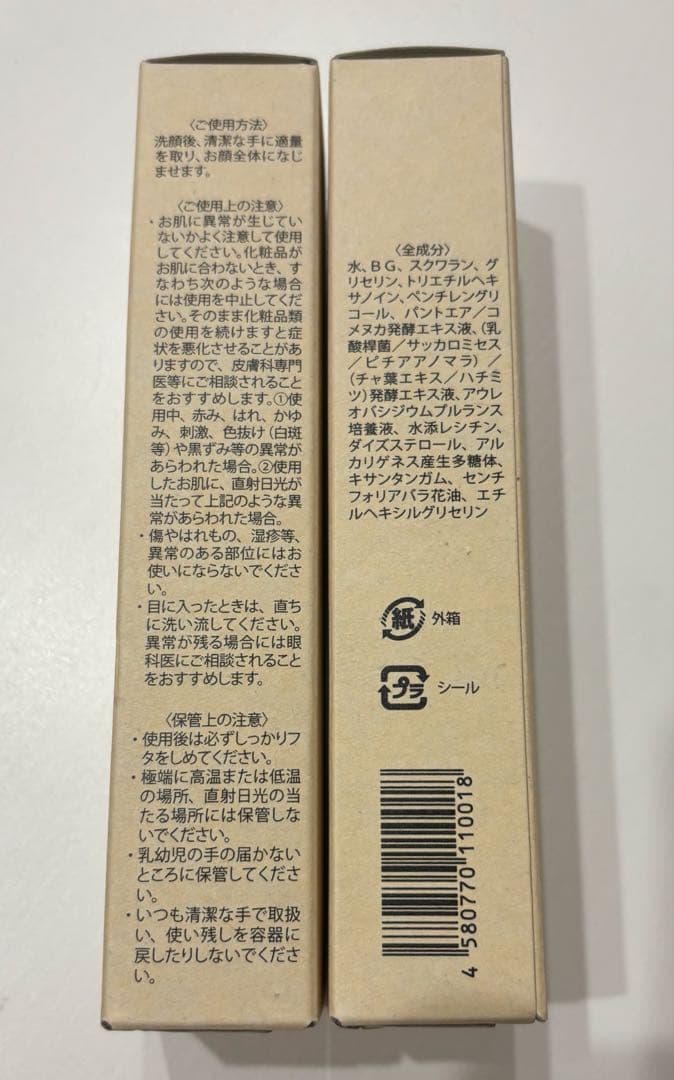 〈ご使用方法〉
洗顔後、清潔な手に適量
を取り、お顔全体になじ
ませます。
〈ご使用上の注意〉
・お肌に異常が生じてい
ないかよく注意して使用
してください。化粧品が
お肌に合わないとき、す
なわち次のような場合
には使用を中止してくだ
さい。そのまま化粧品類
の使用を続けますと症
状を悪化させることがあ
りますので、皮膚科専門
医等にご相談されること
をおすすめします。①使
用中、赤み、はれ、かゆ
み、刺激、色抜け(白斑
等)や黒ずみ等の異常が
あらわれた場合。②使用
したお肌に、直射日光が
当たって上記のような異
常があらわれた場合。
・傷やはれもの、湿疹等、
異常のある部位にはお
使いにならないでくださ
い。
・目に入ったときは、直ち
に洗い流してください。
異常が残る場合には眼
科医にご相談されること
をおすすめします。
〈保管上の注意〉
・使用後は必ずしっかりフ
タをしめてください。
・極端に高温または低温
の場所、直射日光の当
たる場所には保管しな
いでください。
・乳幼児の手の届かない
ところに保管してくださ
い。
・いつも清潔な手で取扱
い、使い残しを容器に
戻したりしないでくださ
い。
〈全成分〉
水、BG、スクワラン、グ
リセリン、トリエチルヘキ
サノイン、ペンチレングリ
コール、パントエア/コ
メヌカ発酵エキス液、(乳
酸桿菌/サッカロミセス
/ピチアアノマラ)/
(チャ葉エキス/ハチミ
ツ)発酵エキス液、アウレ
オバシジウムプルランス
培養液、水添レシチン、
ダイズステロール、アル
カリゲネス産生多糖体、
キサンタンガム、センチ
フォリアバラ花油、エチ
ルヘキシルグリセリン
紙 外箱
プラ シール
4 580770 110018